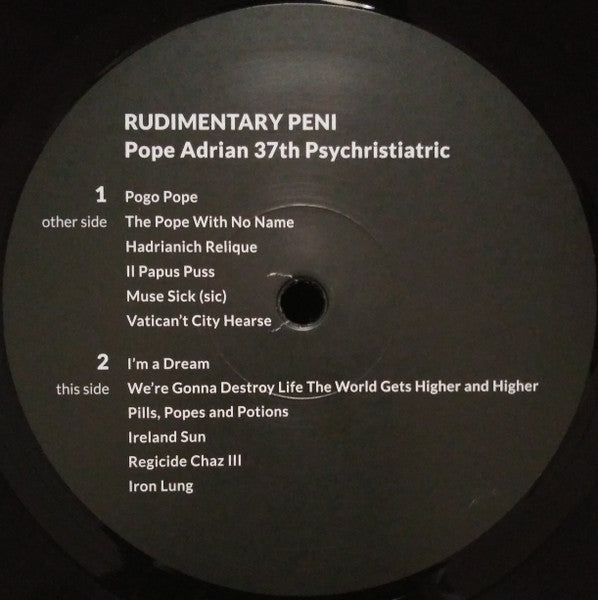 RUDIMENTARY PENI
Pope Adrian 37th Psychristiatric
1 Pogo Pope
other side The Pope With No Name
Hadrianich Relique
Il Papus Puss
Muse Sick (sic)
Vatican't City Hearse
2 I'm a Dream
this side We're Gonna Destroy Life The World Gets Higher and Higher
Pills, Popes and Potions
Ireland Sun
Regicide Chaz III
Iron Lung